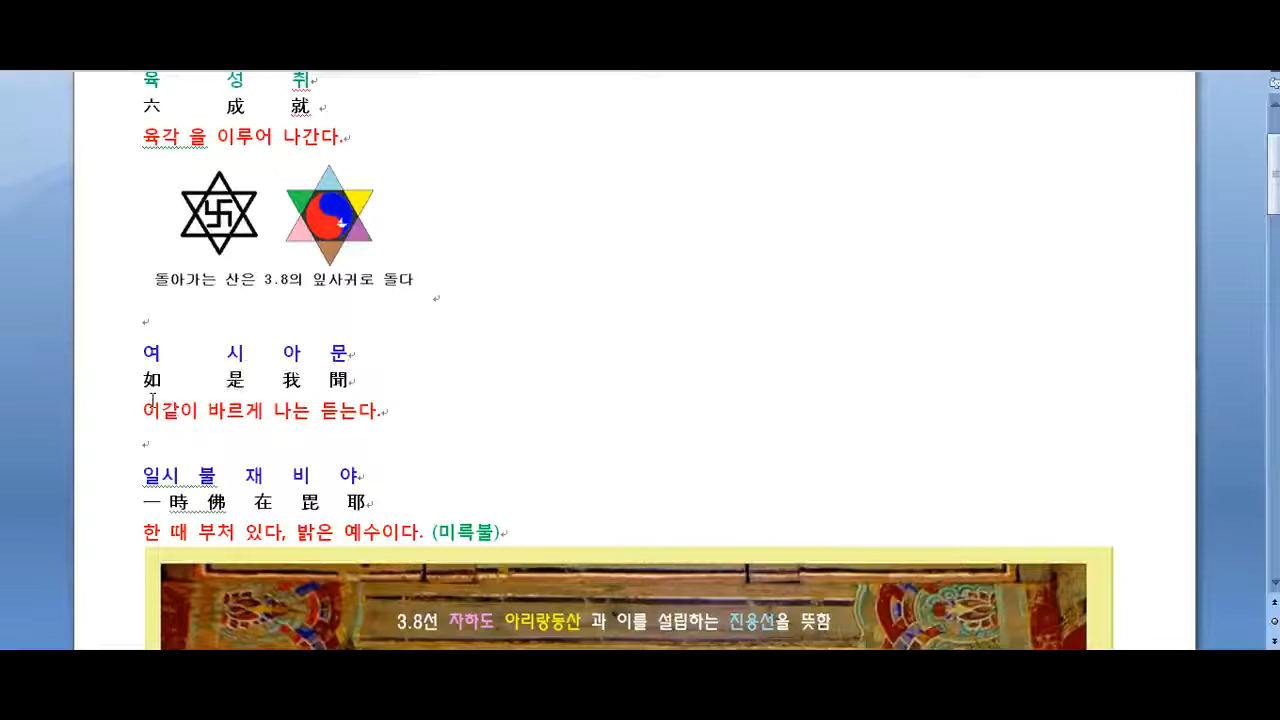 육 성 취
六 成 就
육각 을 이루어 나간다.
돌아가는 산은 3.8의 잎사귀로 돌다
여 시 아 문
如 是 我 聞
이같이 바르게 나는 듣는다.
일시 불 재 비 야
一 時 佛 在 毘 耶
한 때 부처 있다, 밝은 예수이다. (미륵불)
3.8선 자하도 아리랑동산 과 이를 설립하는 진용선을 뜻함